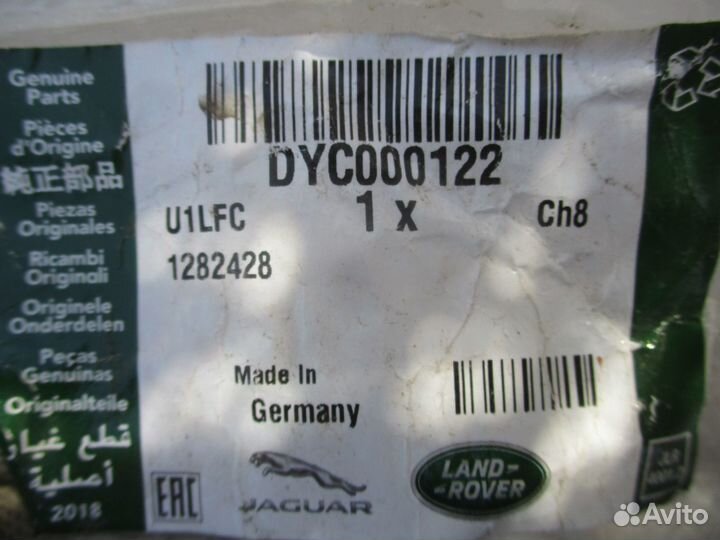 Genuine
Parts
Pièces
d'Origine
純正部品
Piezas
Originales
Ricambi
Originali
Originele
Onderdelen
Peças
Genuinas
Originalteile
قطع غيار
أصلية
2018
DYC000122
U1LFC
1 x
Ch8
1282428
Made In
Germany
EAC
JAGUAR
LAND-
-ROVER
JLR
Avito